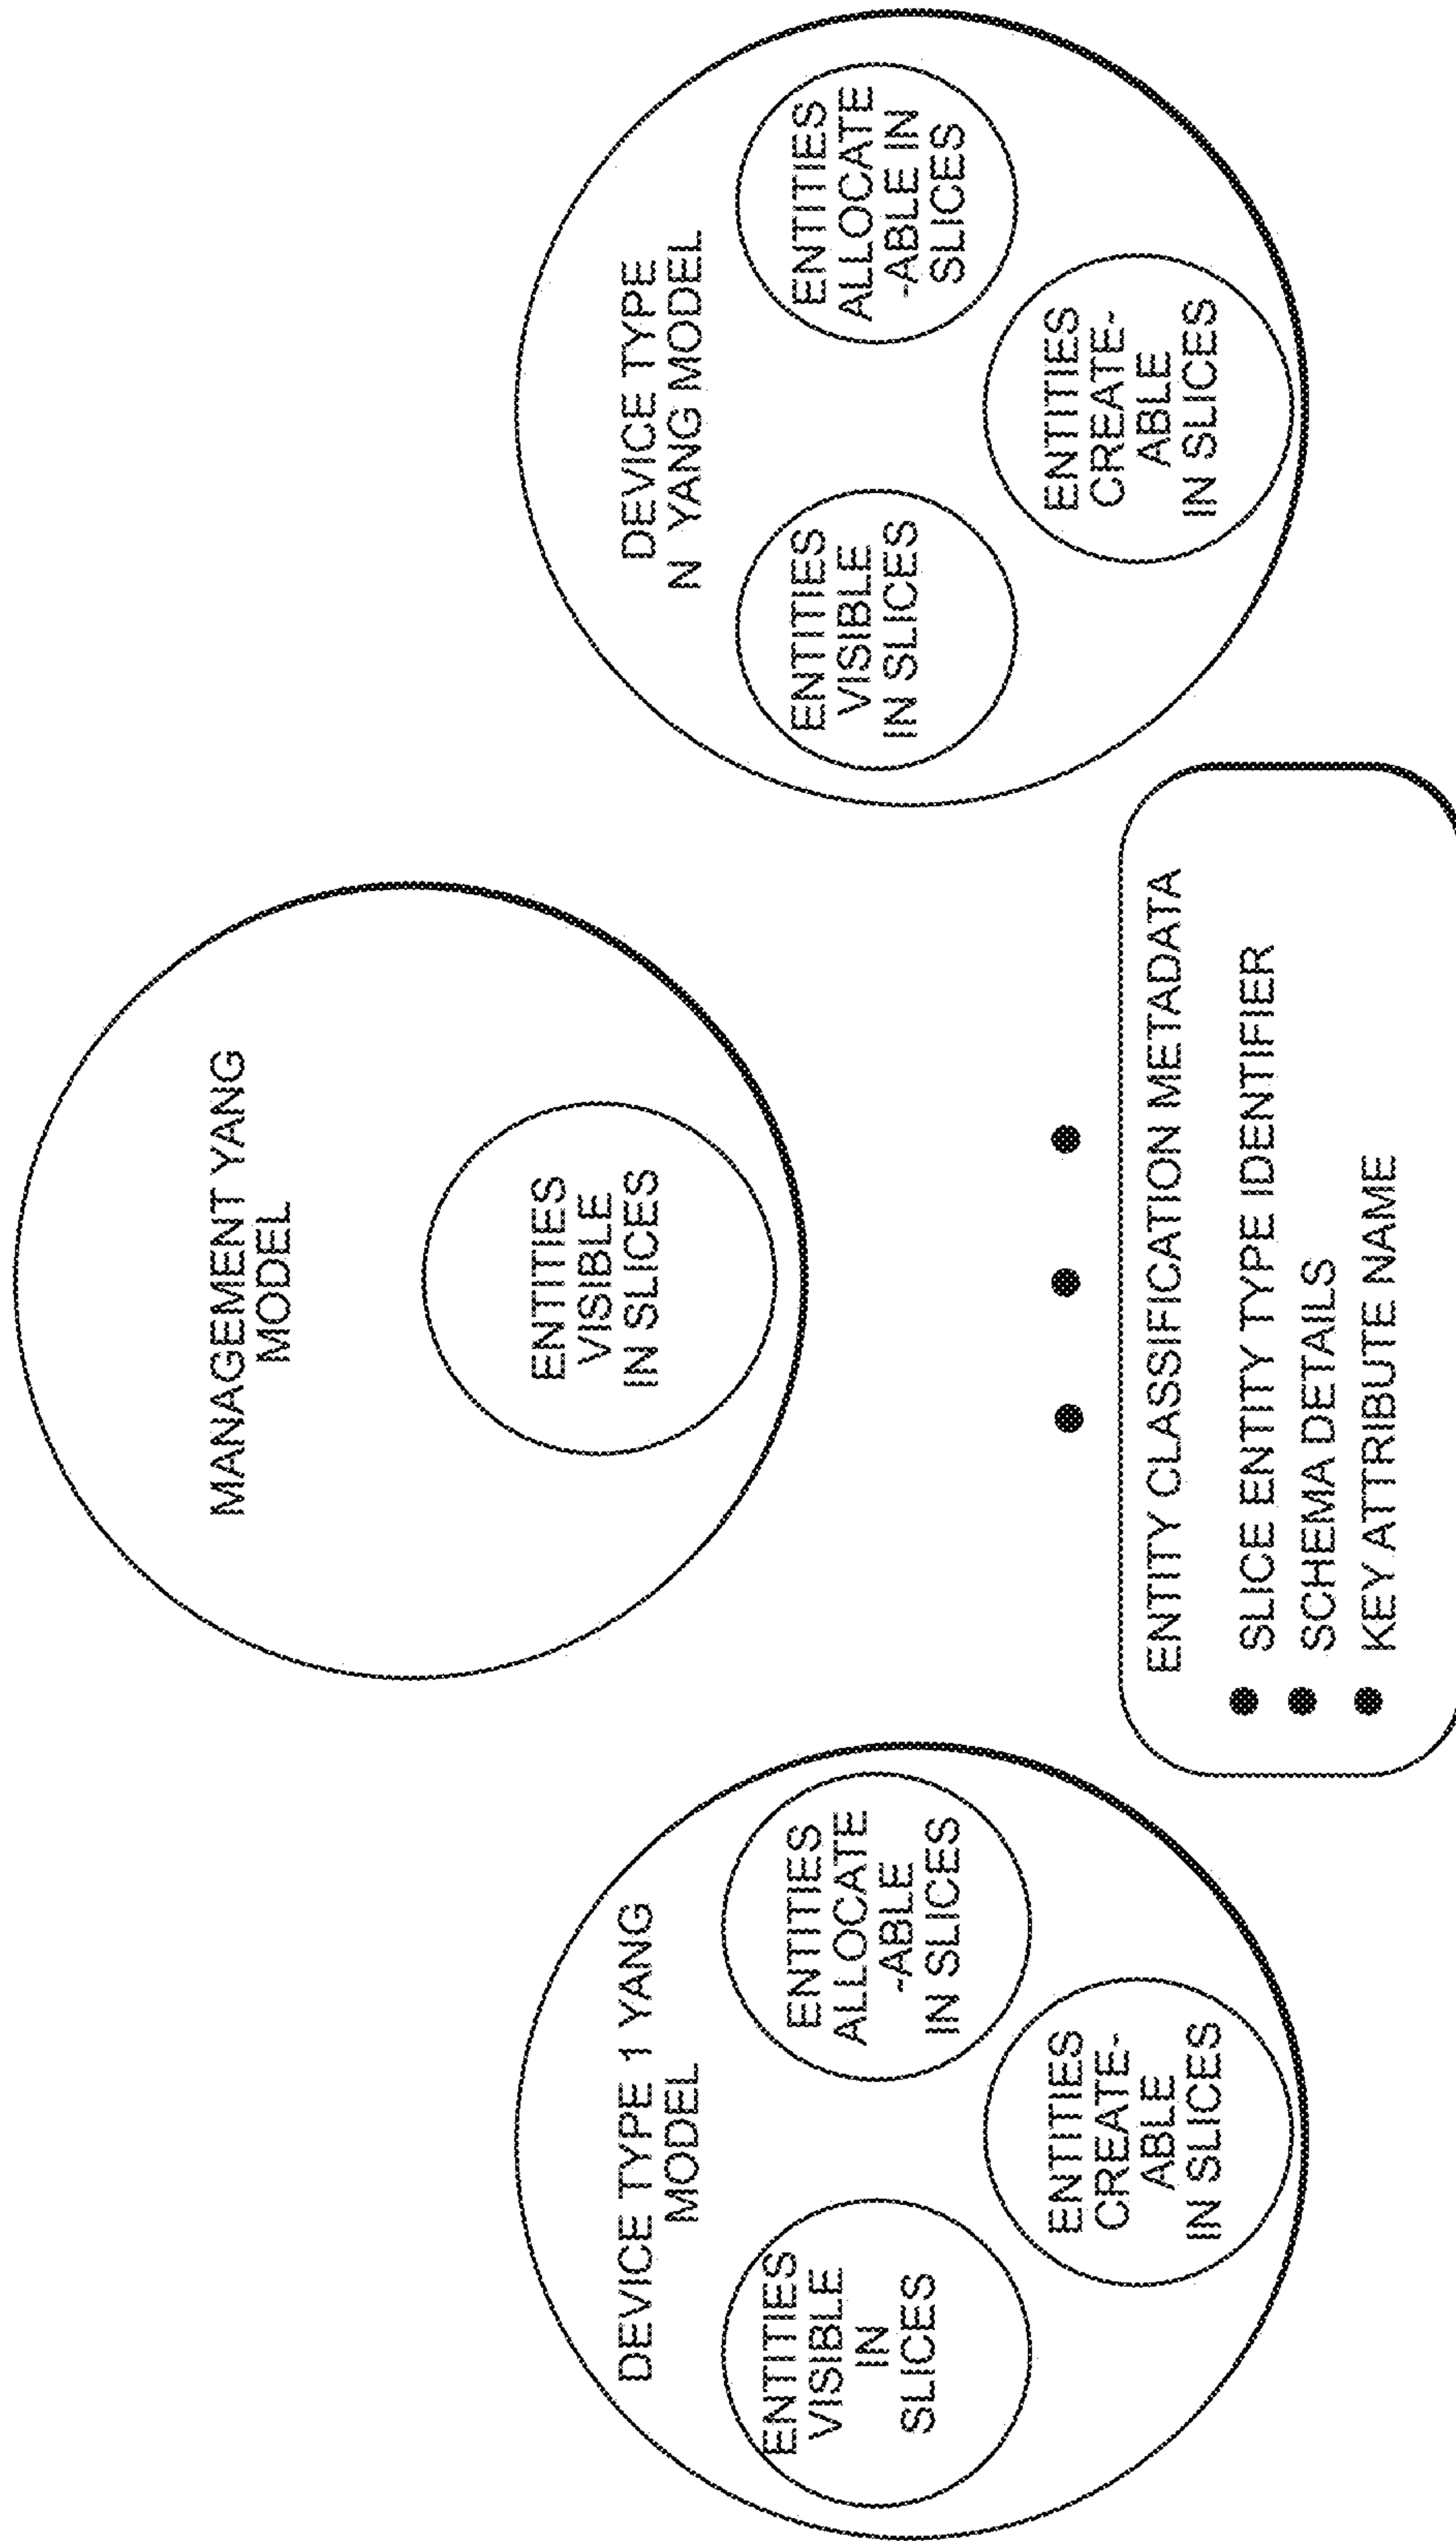 MANAGEMENT YANG
MODEL
ENTITIES
VISIBLE
IN SLICES
DEVICE TYPE 1 YANG
MODEL
ENTITIES
VISIBLE
IN
SLICES
ENTITIES
ALLOCATE
-ABLE
IN SLICES
ENTITIES
CREATE-
ABLE
IN SLICES
DEVICE TYPE
N YANG MODEL
ENTITIES
VISIBLE
IN SLICES
ENTITIES
ALLOCATE
-ABLE IN
SLICES
ENTITIES
CREATE-
ABLE
IN SLICES
ENTITY CLASSIFICATION METADATA
● SLICE ENTITY TYPE IDENTIFIER
● SCHEMA DETAILS
● KEY ATTRIBUTE NAME